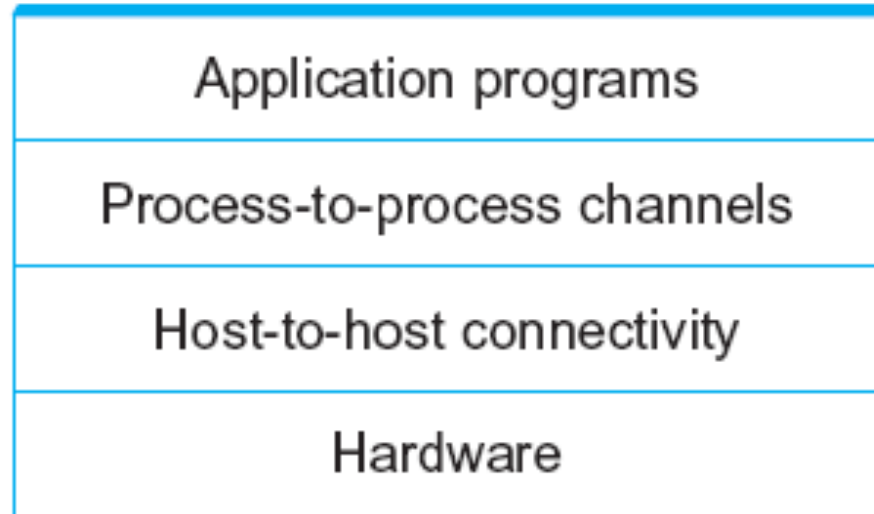 Application programs
Process-to-process channels
Host-to-host connectivity
Hardware